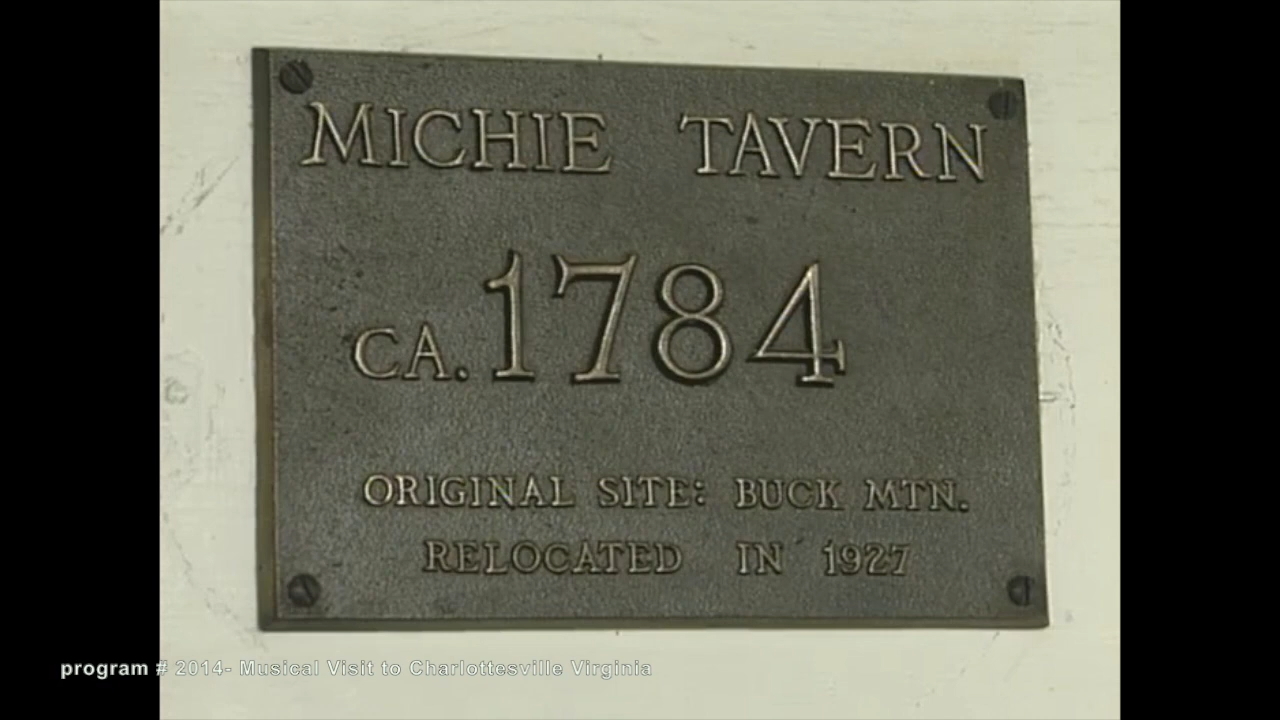 MICHIE TAVERN
CA. 1784
ORIGINAL SITE: BUCK MTN.
RELOCATED IN 1927
program # 2014- Musical Visit to Charlottesville Virginia